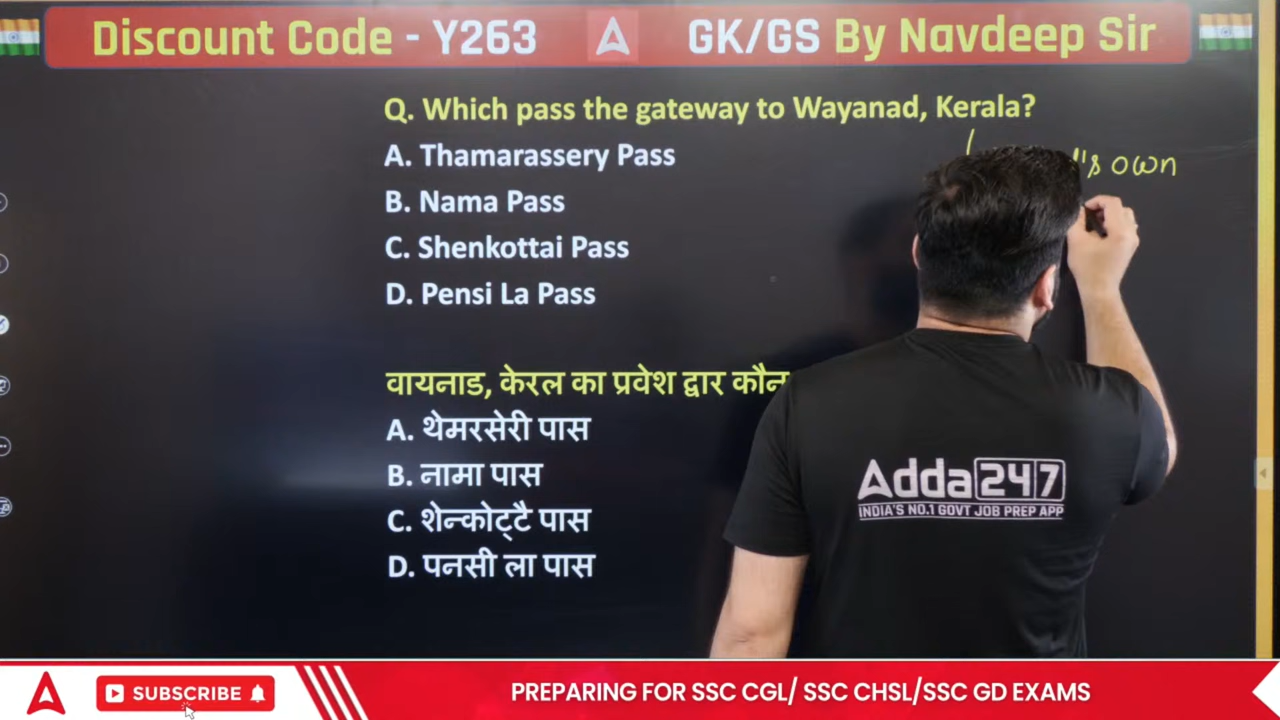 Discount Code - Y263
GK/GS By Navdeep Sir
Q. Which pass the gateway to Wayanad, Kerala?
A. Thamarassery Pass
's own
B. Nama Pass
C. Shenkottai Pass
D. Pensi La Pass
वायनाड, केरल का प्रवेश द्वार कौन
A. थेमरसेरी पास
B. नामा पास
C. शेन्कोट्टै पास
D. पनसी ला पास
Adda247
INDIA'S NO.1 GOVT JOB PREP APP
SUBSCRIBE
PREPARING FOR SSC CGL/ SSC CHSL/SSC GD EXAMS